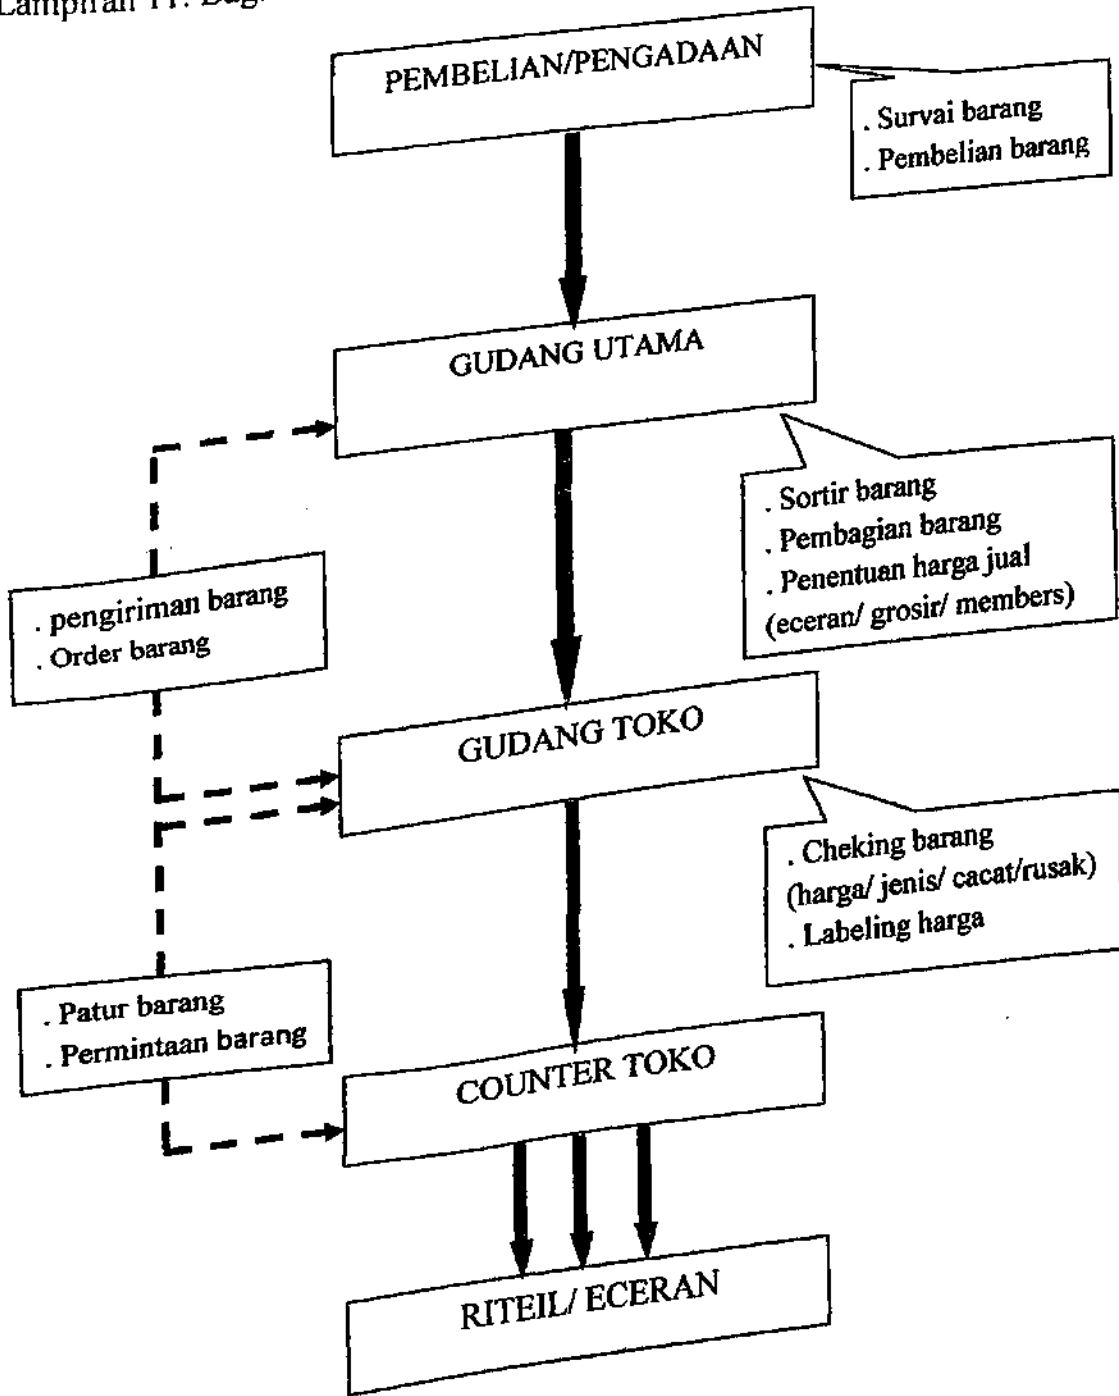 Lampiran 11.
PEMBELIAN/PENGADAAN
. Survai barang
. Pembelian barang
GUDANG UTAMA
. Sortir barang
. Pembagian barang
. Penentuan harga jual
(eceran/ grosir/ members)
. pengiriman barang
. Order barang
GUDANG TOKO
. Cheking barang
(harga/ jenis/ cacat/rusak)
. Labeling harga
. Patur barang
. Permintaan barang
COUNTER TOKO
RITEIL/ ECERAN